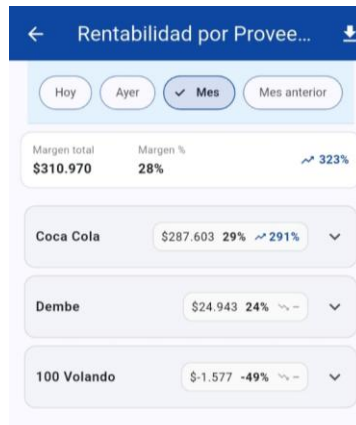 Rentabilidad por Provee...
Hoy Ayer Mes Mes anterior
Margen total Margen %
$310.970 28% 323%
Coca Cola $287.603 29% 291%
Dembe $24.943 24% -
100 Volando $-1.577 -49% -